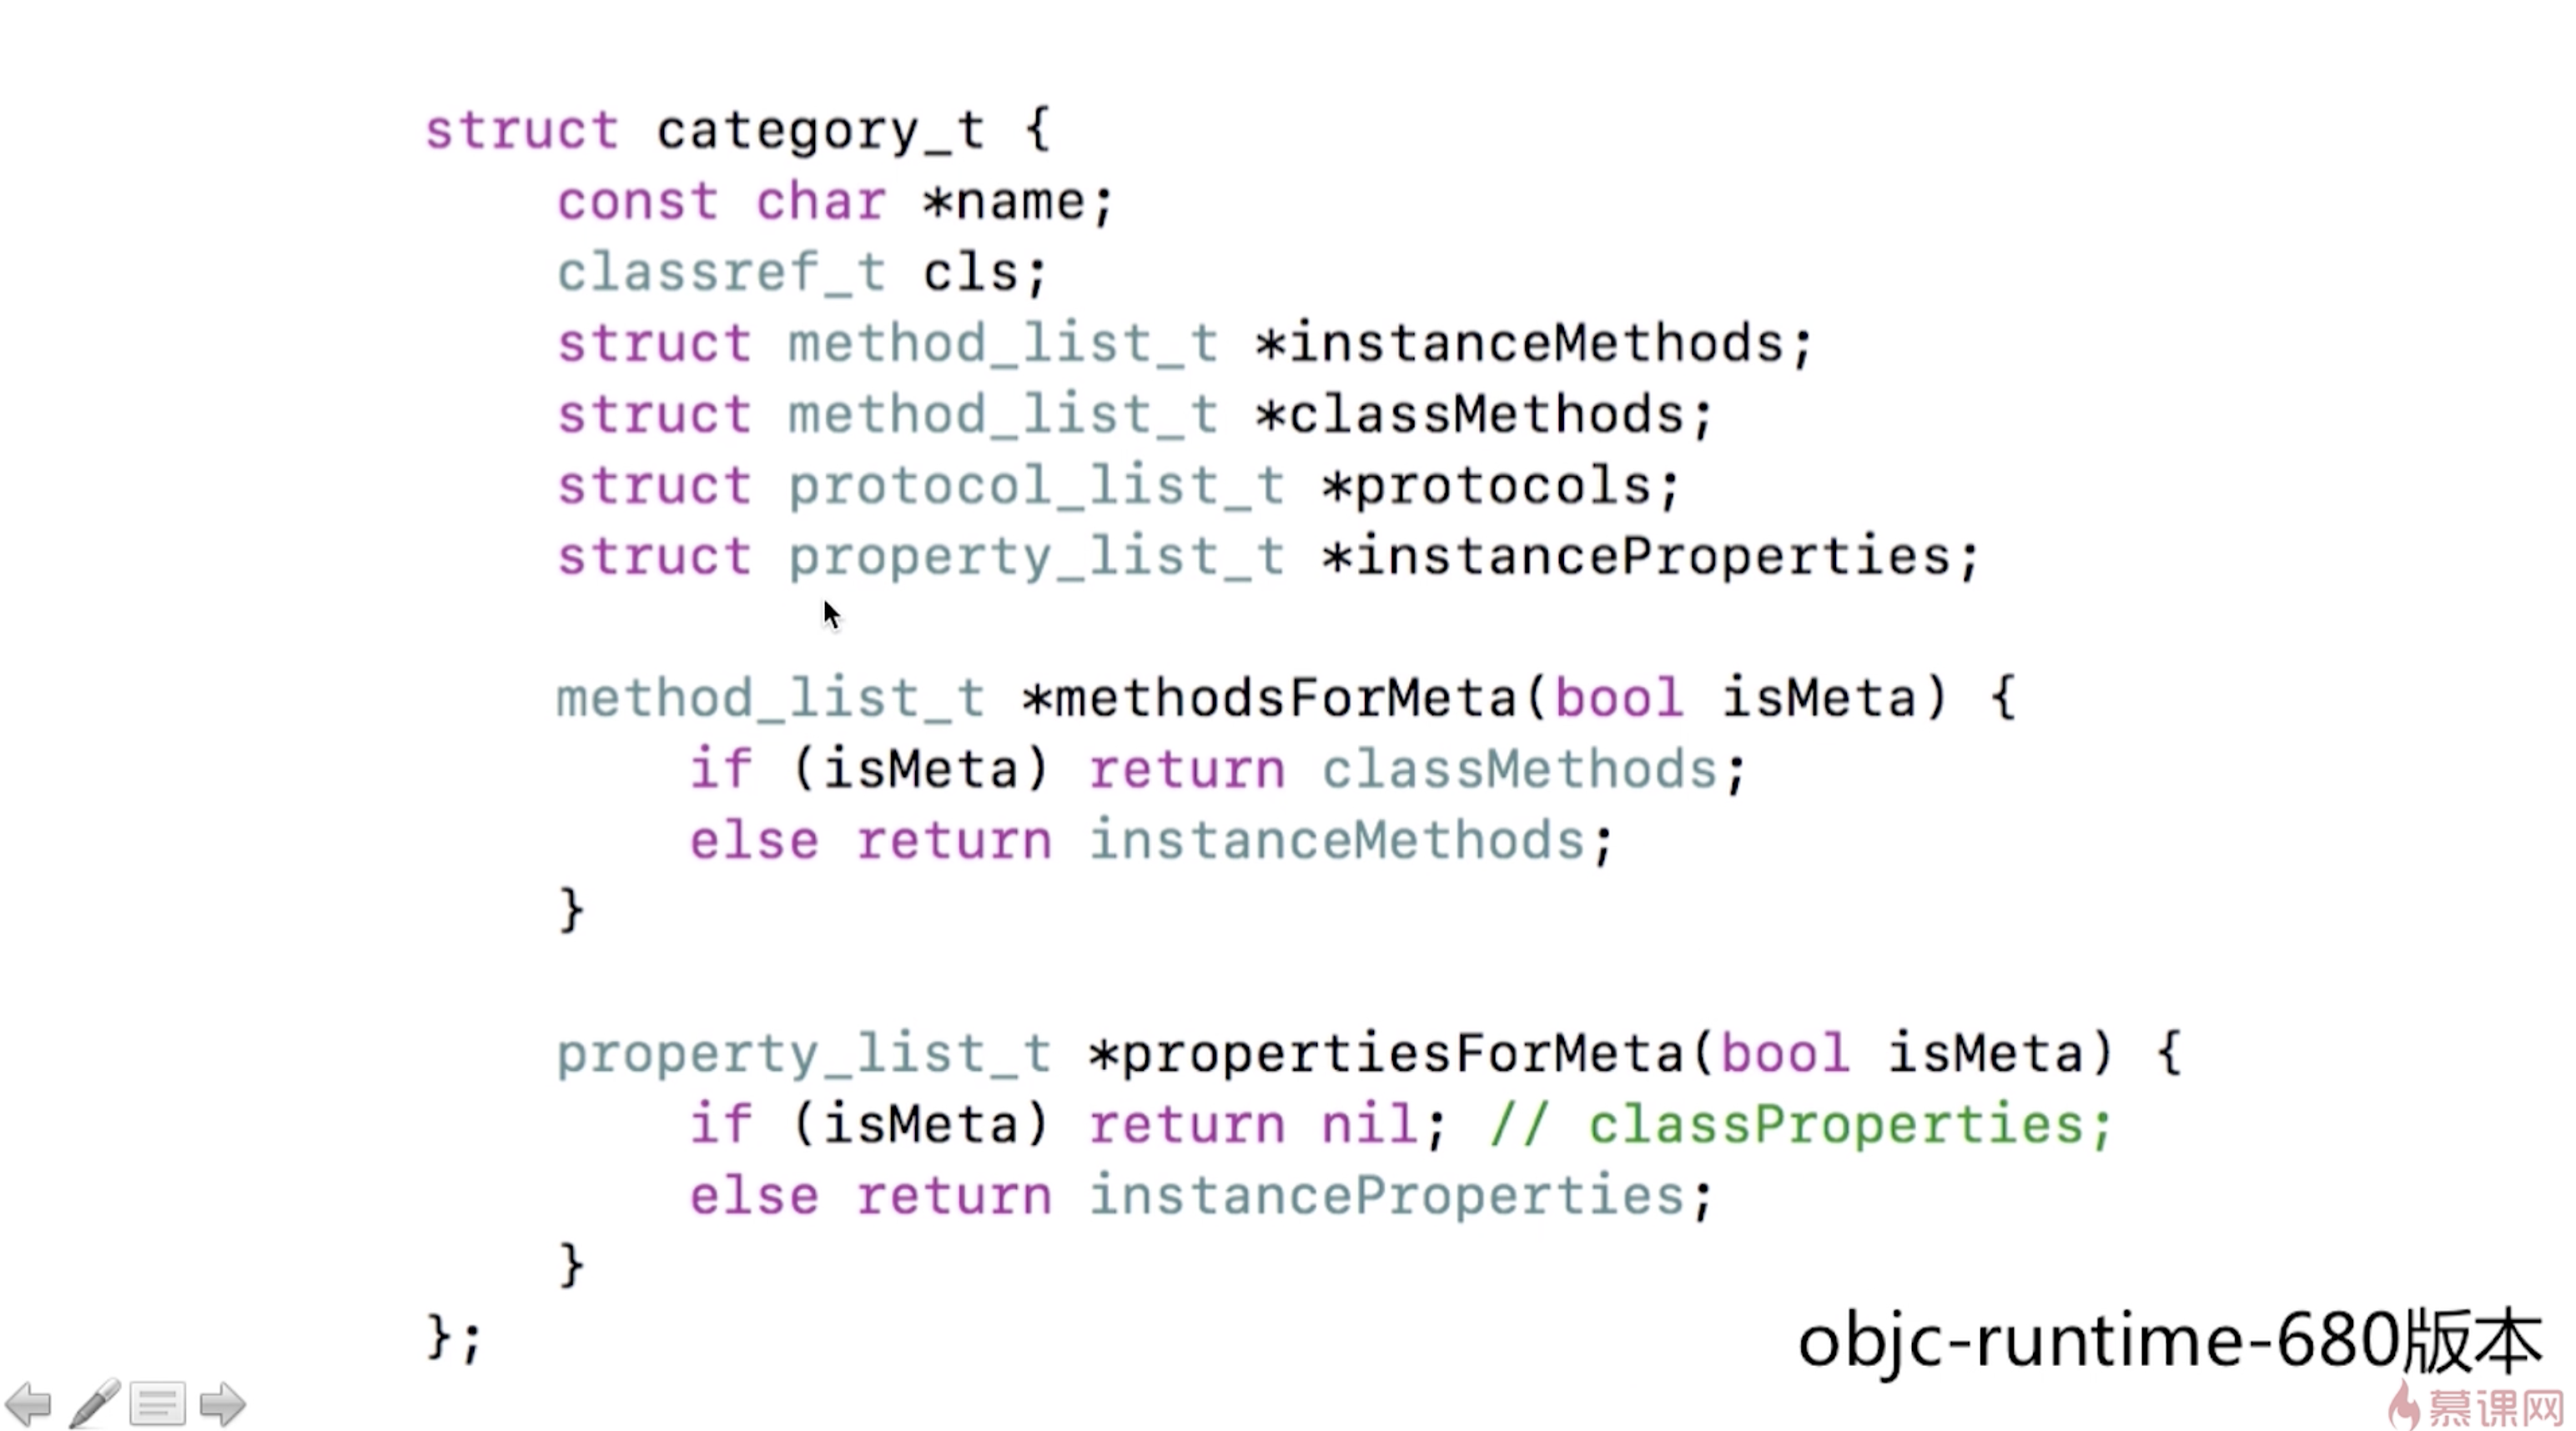 struct category_t {
const char *name;
classref_t cls;
struct method_list_t *instanceMethods;
struct method_list_t *classMethods;
struct protocol_list_t *protocols;
struct property_list_t *instanceProperties;
method_list_t *methodsForMeta(bool isMeta) {
if (isMeta) return classMethods;
else return instanceMethods;
}
property_list_t *propertiesForMeta(bool isMeta) {
if (isMeta) return nil; // classProperties;
else return instanceProperties;
}
};
objc-runtime-680版本
慕课网